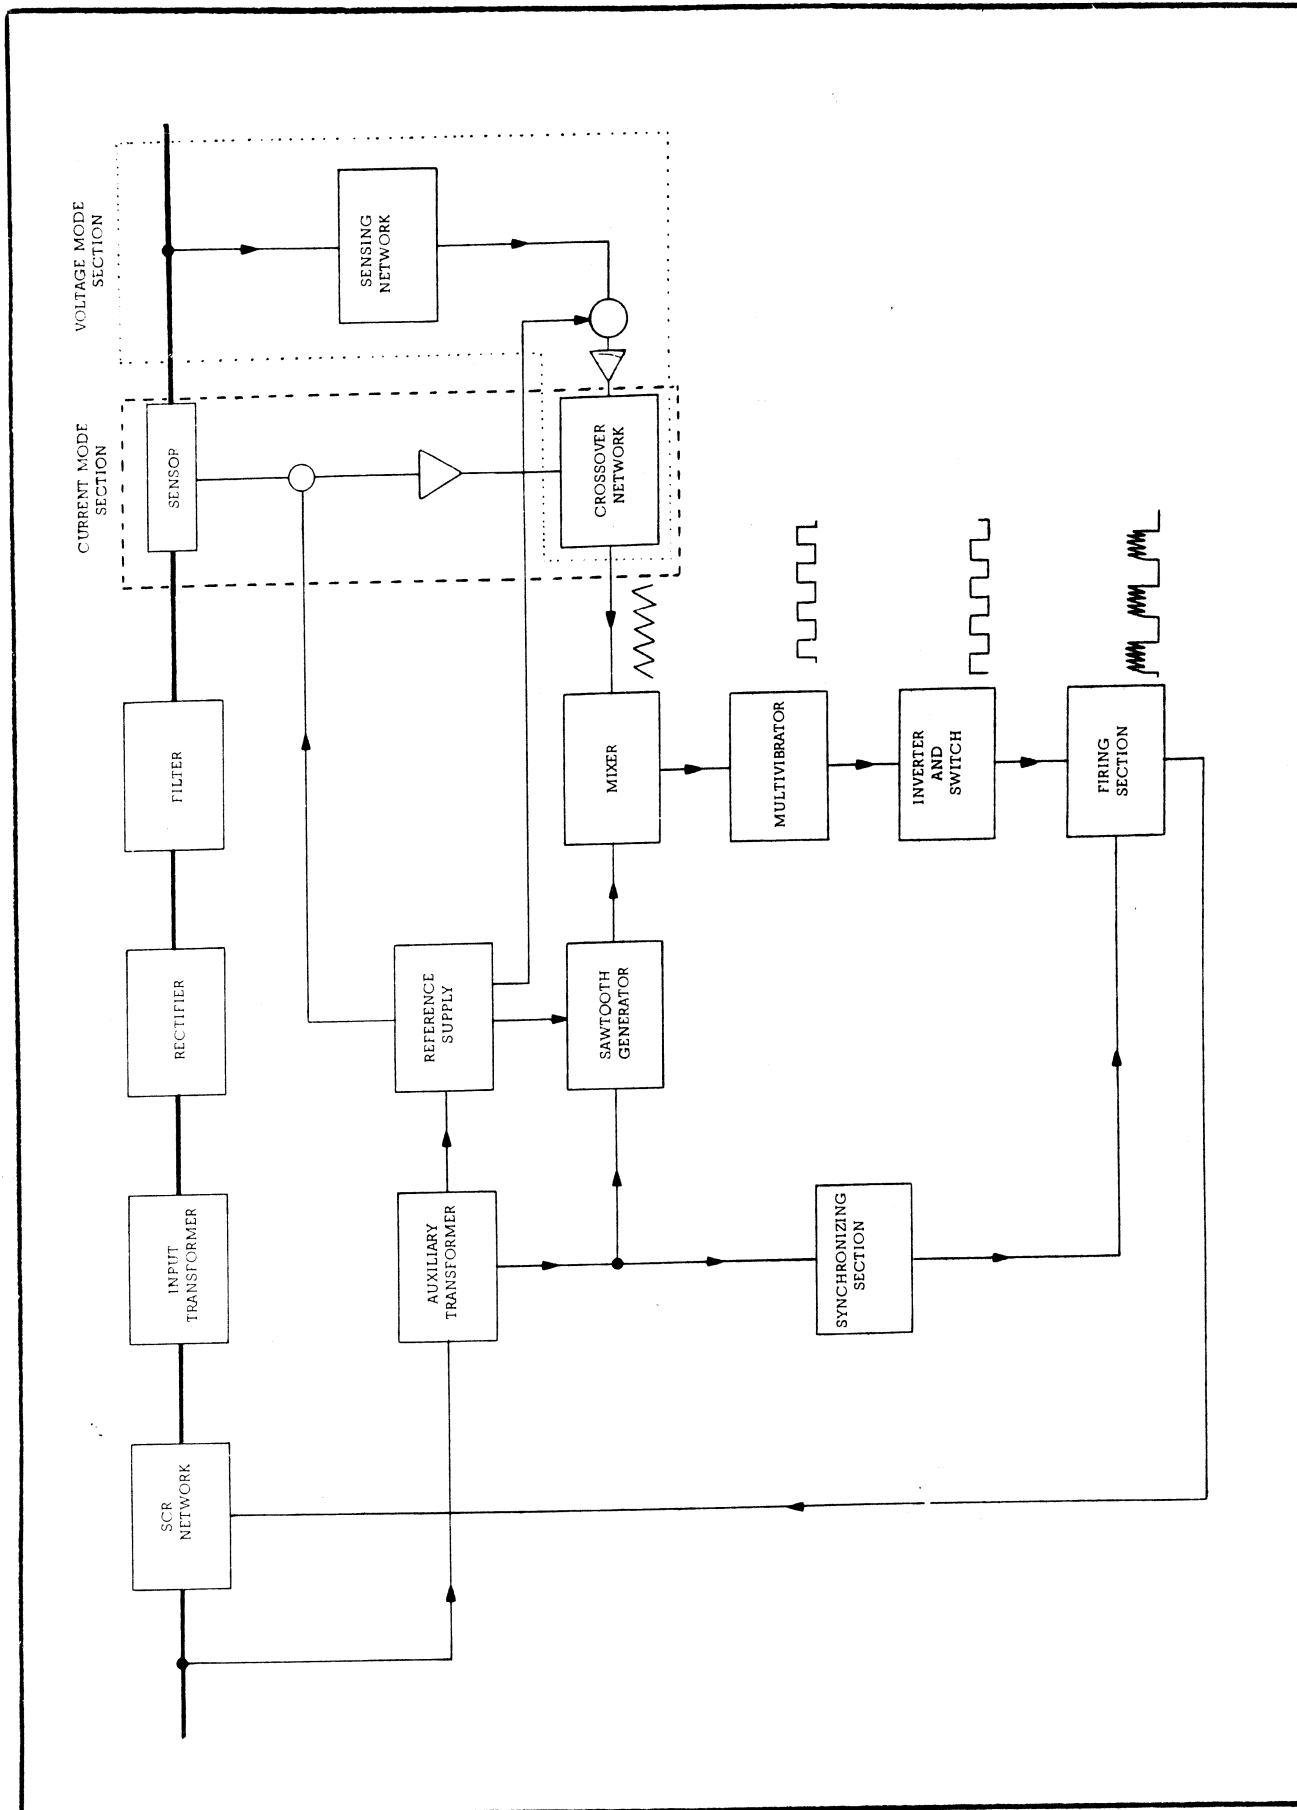 VOLTAGE MODE
SECTION
CURRENT MODE
SECTION
SCR
NETWORK
INPUT
TRANSFORMER
RECTIFIER
FILTER
SENSOP
SENSING
NETWORK
AUXILIARY
TRANSFORMER
REFERENCE
SUPPLY
SAWTOOTH
GENERATOR
MIXER
CROSSOVER
NETWORK
MULTIVIBRATOR
SYNCHRONIZING
SECTION
INVERTER
AND
SWITCH
FIRING
SECTION